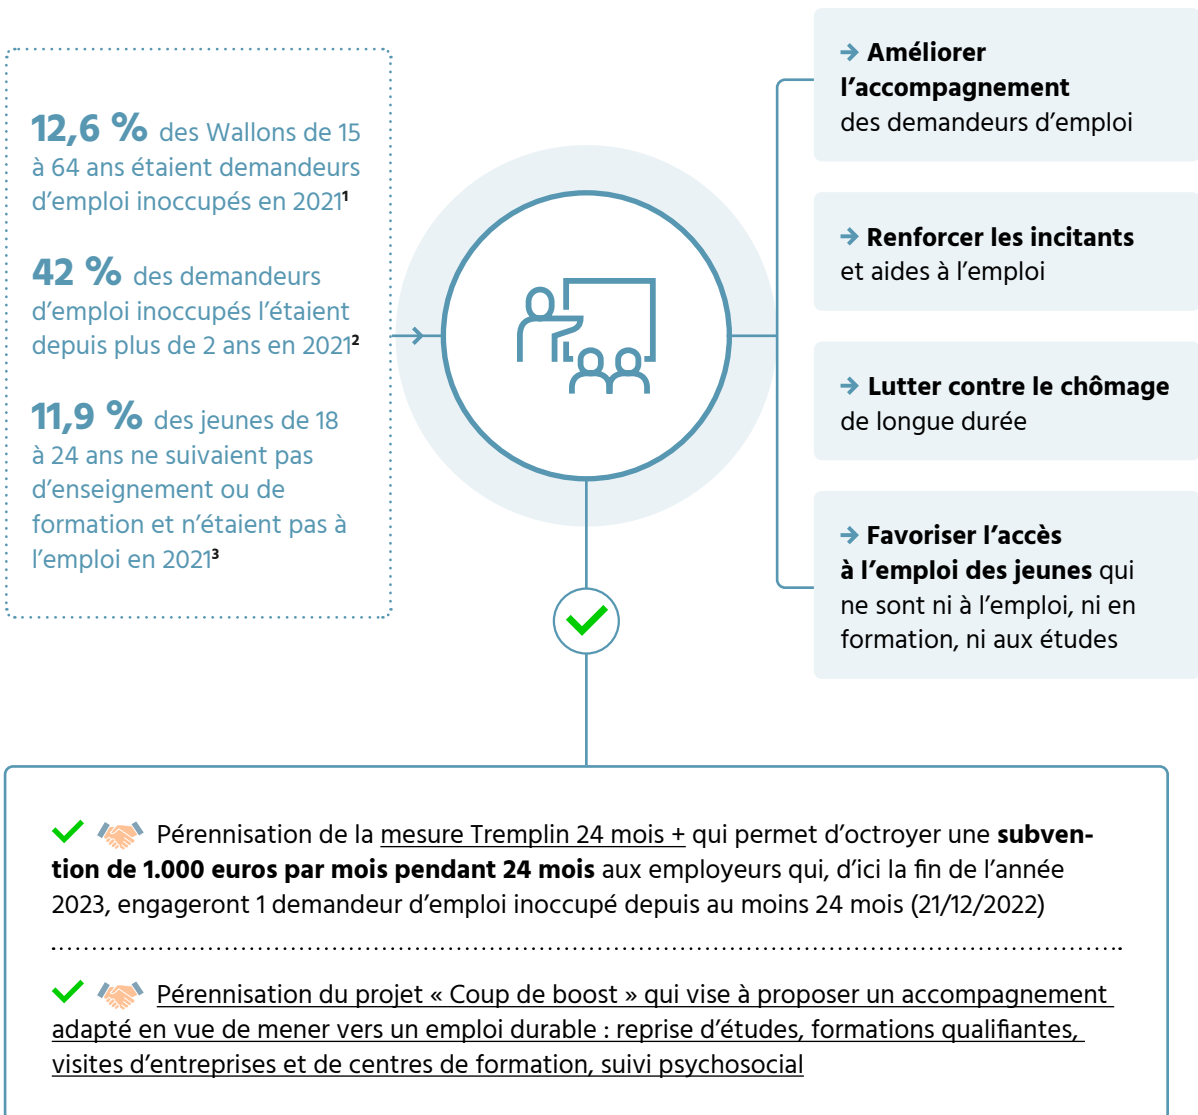 12,6 % des Wallons de 15
à 64 ans étaient demandeurs
d’emploi inoccupés en 2021¹
42 % des demandeurs
d’emploi inoccupés l’étaient
depuis plus de 2 ans en 2021²
11,9 % des jeunes de 18
à 24 ans ne suivaient pas
d’enseignement ou de
formation et n’étaient pas à
l’emploi en 2021³
→ Améliorer
l’accompagnement
des demandeurs d’emploi
→ Renforcer les incitants
et aides à l’emploi
→ Lutter contre le chômage
de longue durée
→ Favoriser l’accès
à l’emploi des jeunes qui
ne sont ni à l’emploi, ni en
formation, ni aux études
Pérennisation de la mesure Tremplin 24 mois + qui permet d’octroyer une subven-
tion de 1.000 euros par mois pendant 24 mois aux employeurs qui, d’ici la fin de l’année
2023, engageront 1 demandeur d’emploi inoccupé depuis au moins 24 mois (21/12/2022)
Pérennisation du projet « Coup de boost » qui vise à proposer un accompagnement
adapté en vue de mener vers un emploi durable : reprise d’études, formations qualifiantes,
visites d’entreprises et de centres de formation, suivi psychosocial